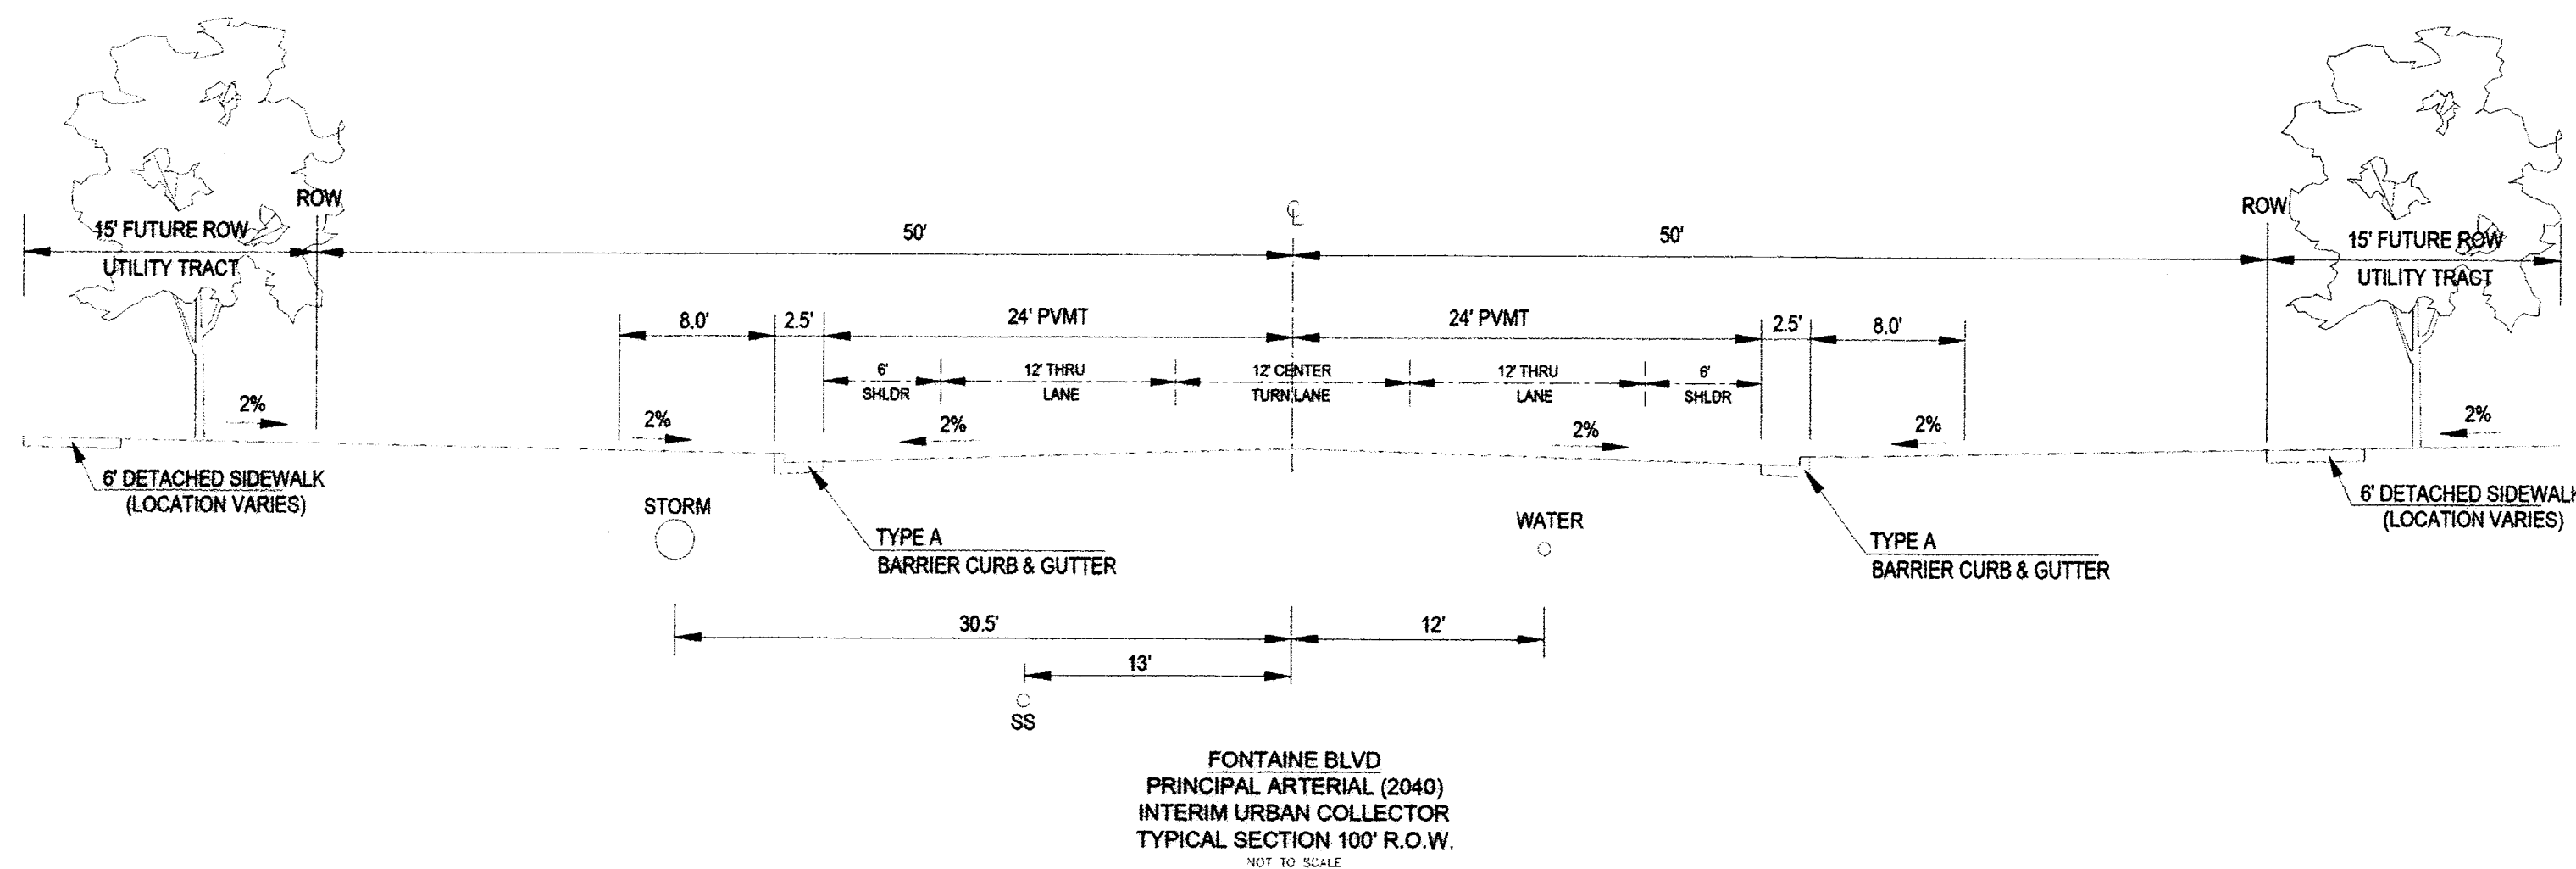 ROW
15' FUTURE ROW
UTILITY TRACT
50'
℄
50'
ROW
15' FUTURE ROW
UTILITY TRACT
8.0'
2.5'
24' PVMT
24' PVMT
2.5'
8.0'
6'
SHLDR
12' THRU
LANE
12' CENTER
TURN LANE
12' THRU
LANE
6'
SHLDR
2%
2%
2%
2%
2%
2%
6' DETACHED SIDEWALK
(LOCATION VARIES)
STORM
TYPE A
BARRIER CURB & GUTTER
WATER
TYPE A
BARRIER CURB & GUTTER
6' DETACHED SIDEWALK
(LOCATION VARIES)
30.5'
12'
13'
SS
FONTAINE BLVD
PRINCIPAL ARTERIAL (2040)
INTERIM URBAN COLLECTOR
TYPICAL SECTION 100' R.O.W.
NOT TO SCALE